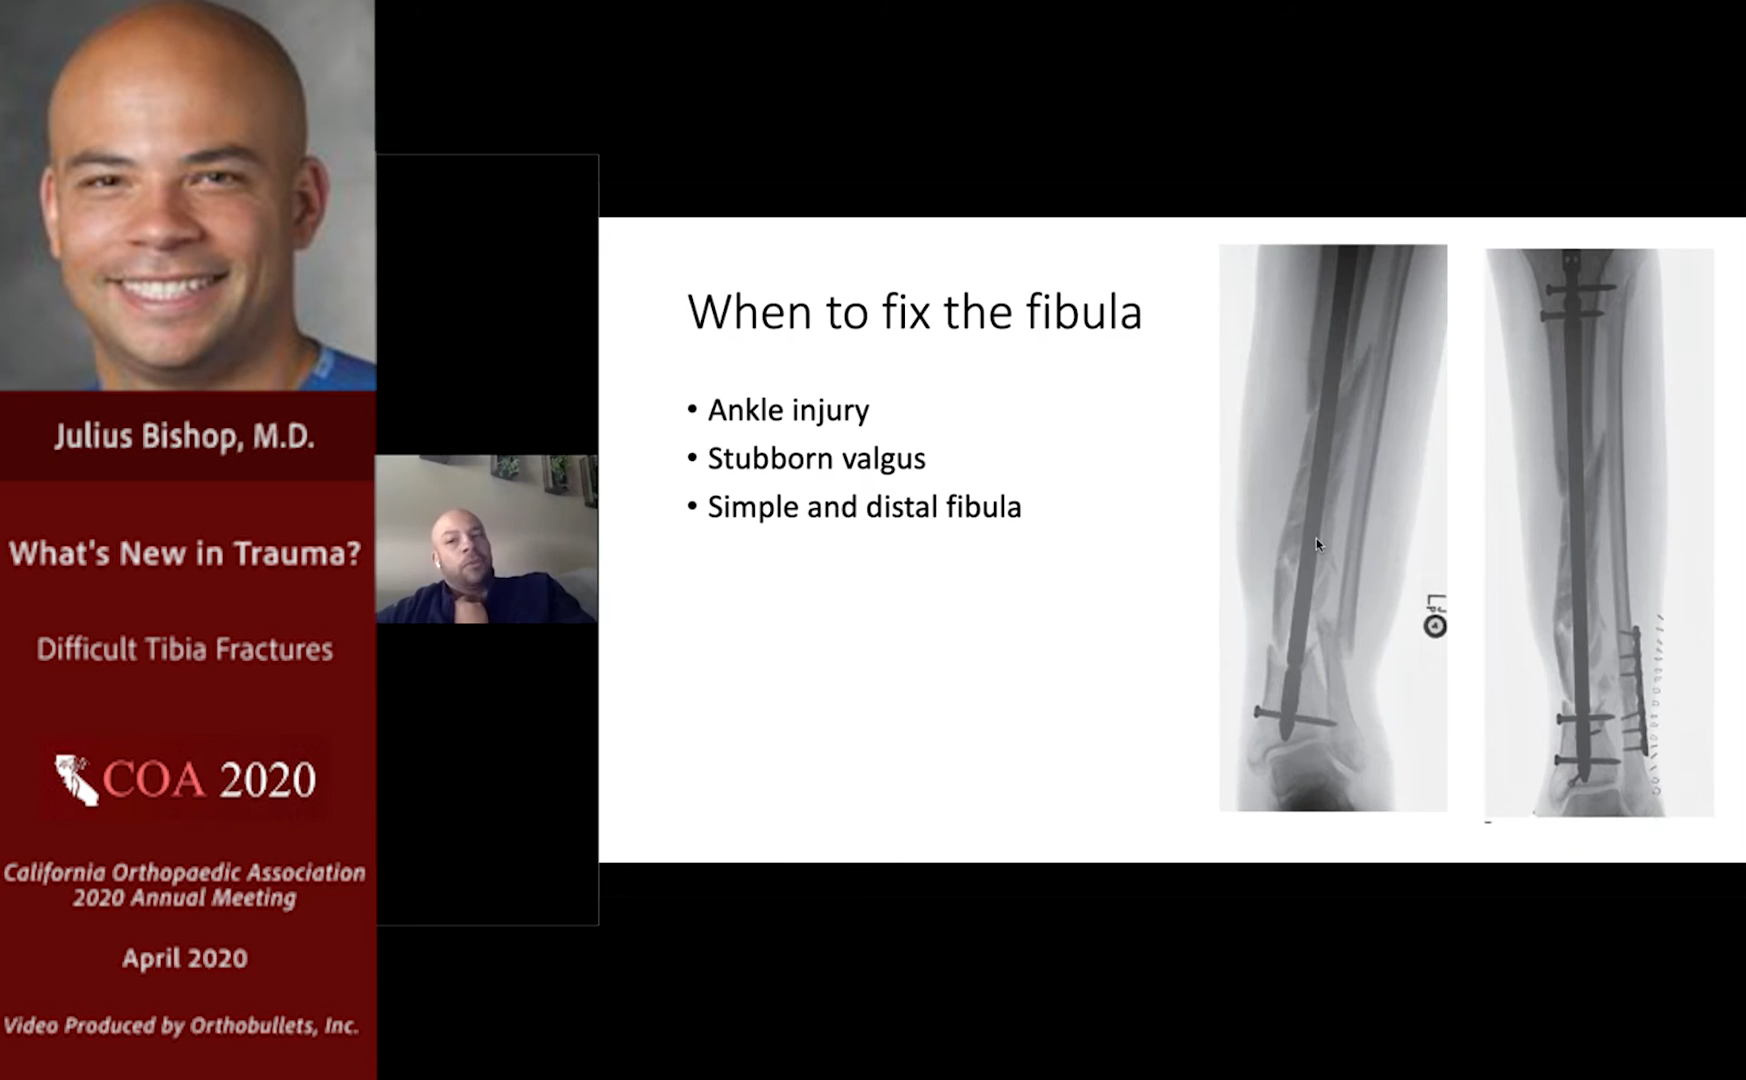 Julius Bishop, M.D.
What's New in Trauma?
Difficult Tibia Fractures
COA 2020
California Orthopaedic Association
2020 Annual Meeting
April 2020
Video Produced by Orthobullets, Inc.
When to fix the fibula
• Ankle injury
• Stubborn valgus
• Simple and distal fibula